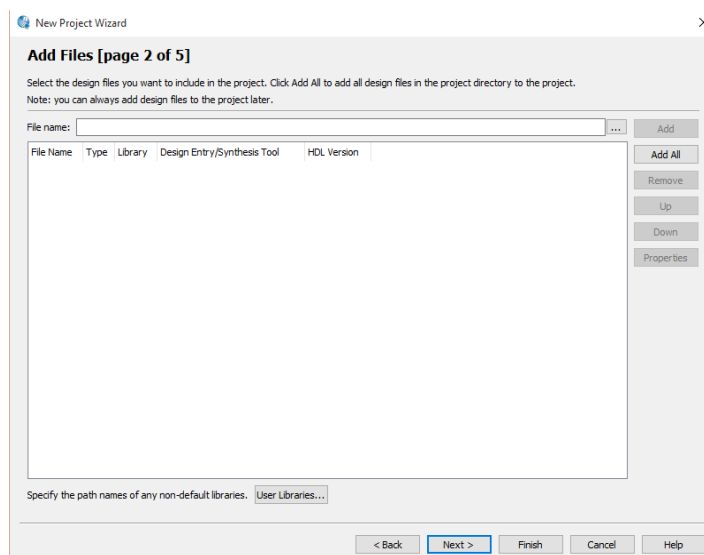 New Project Wizard
Add Files [page 2 of 5]
Select the design files you want to include in the project. Click Add All to add all design files in the project directory to the project.
Note: you can always add design files to the project later.
File name: ... Add
File Name Type Library Design Entry/Synthesis Tool HDL Version Add All
Remove
Up
Down
Properties
Specify the path names of any non-default libraries. User Libraries...
< Back Next > Finish Cancel Help